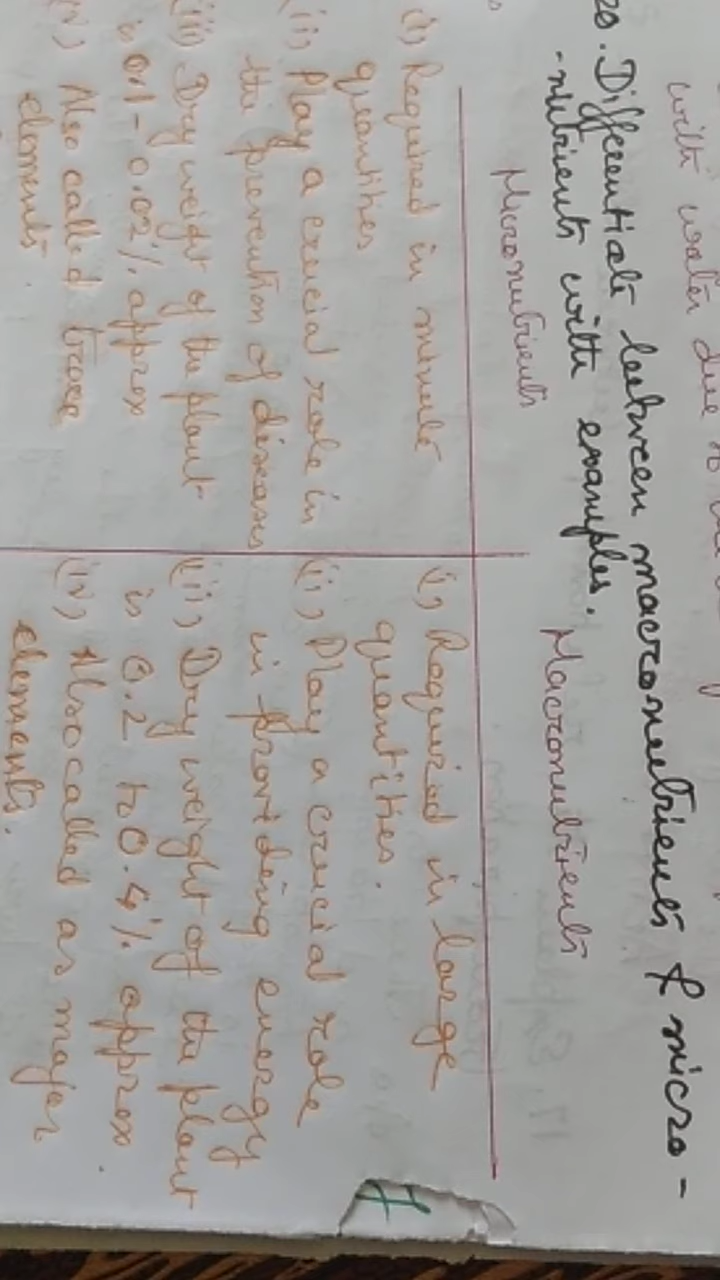 with water due to
20. Differentiate between macronutrients & micro-
-nutrients with examples.
Micronutrients
Macronutrients
(i) Required in minute
quantities
(ii) Play a crucial role in
the prevention of diseases
(iii) Dry weight of the plant
is 0.01-0.02% approx
(iv) Also called trace
elements.
(i) Required in large
quantities.
(ii) Play a crucial role
in providing energy
(iii) Dry weight of the plant
is 0.2 to 0.4% approx
(iv) Also called as major
elements.
7